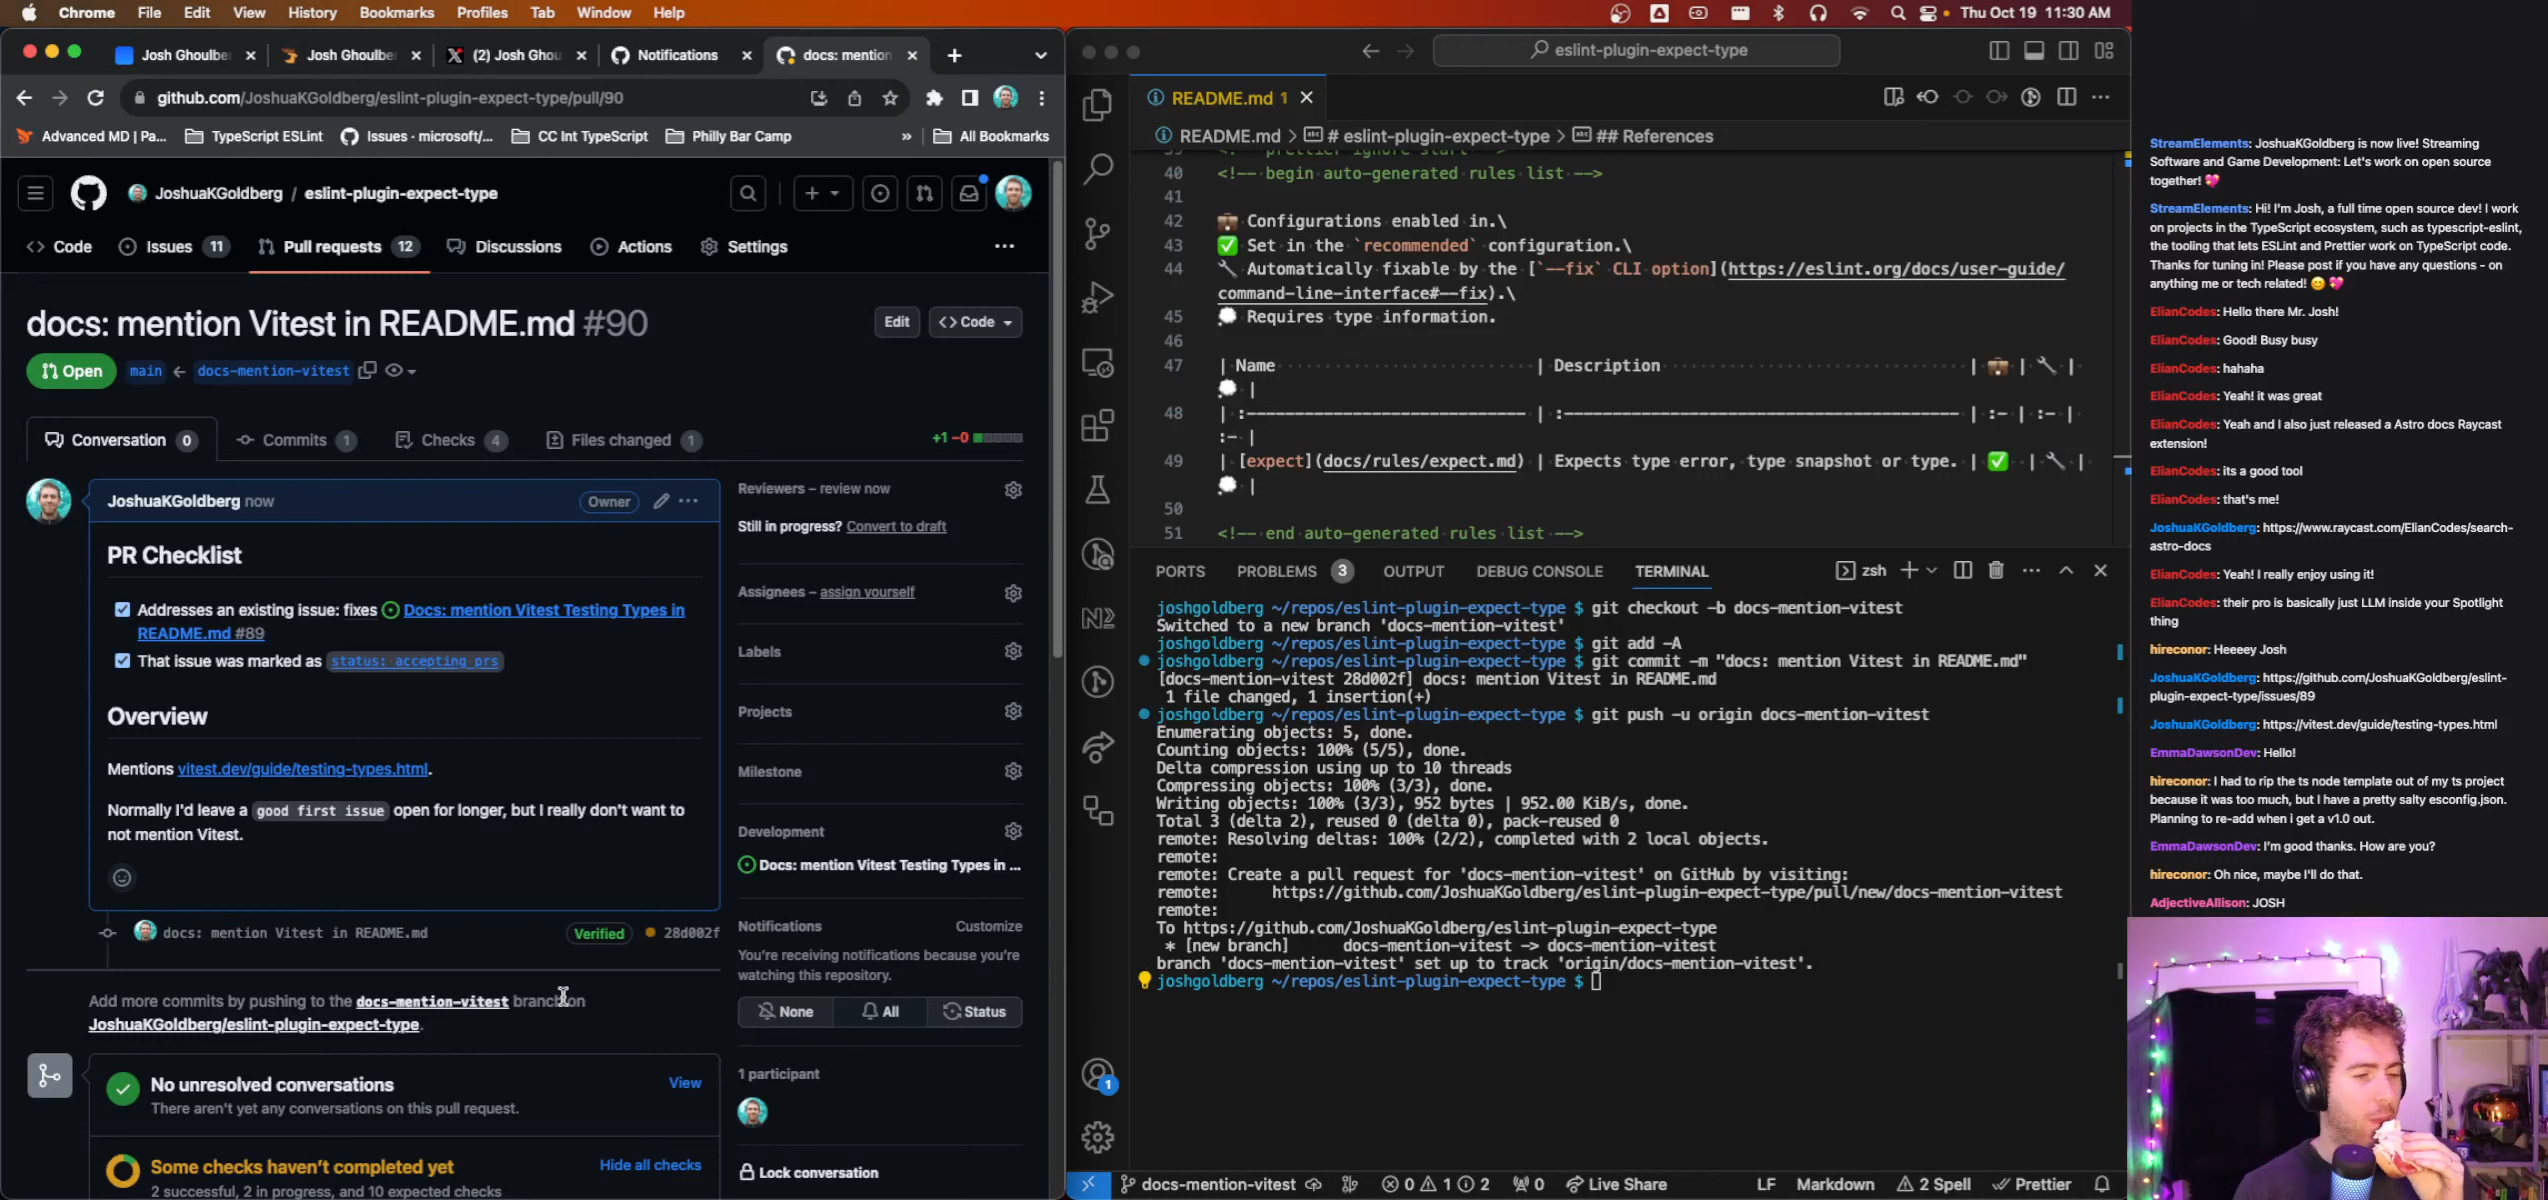 Chrome File Edit View History Bookmarks Profiles Tab Window Help
Thu Oct 19 11:30 AM
Josh Ghoulbe
Josh Ghoulbe
(2) Josh Ghou
Notifications
docs: mention
github.com/JoshuaKGoldberg/eslint-plugin-expect-type/pull/90
Advanced MD | Pa...
TypeScript ESLint
Issues · microsoft/...
CC Int TypeScript
Philly Bar Camp
»
All Bookmarks
JoshuaKGoldberg / eslint-plugin-expect-type
Code
Issues 11
Pull requests 12
Discussions
Actions
Settings
docs: mention Vitest in README.md #90
Edit
<> Code
Open
main ← docs-mention-vitest
Conversation 0
Commits 1
Checks 4
Files changed 1
+1 −0
JoshuaKGoldberg now
Owner
PR Checklist
Addresses an existing issue: fixes Docs: mention Vitest Testing Types in
README.md #89
That issue was marked as status: accepting prs
Overview
Mentions vitest.dev/guide/testing-types.html.
Normally I'd leave a good first issue open for longer, but I really don't want to
not mention Vitest.
docs: mention Vitest in README.md
Verified
28d002f
Add more commits by pushing to the docs-mention-vitest branch on
JoshuaKGoldberg/eslint-plugin-expect-type.
No unresolved conversations
View
There aren't yet any conversations on this pull request.
Some checks haven't completed yet
Hide all checks
2 successful, 2 in progress, and 10 expected checks
Reviewers – review now
Still in progress? Convert to draft
Assignees – assign yourself
Labels
Projects
Milestone
Development
Docs: mention Vitest Testing Types in ...
Notifications
Customize
You're receiving notifications because you're
watching this repository.
None
All
Status
1 participant
Lock conversation
eslint-plugin-expect-type
README.md 1
README.md > # eslint-plugin-expect-type > ## References
40 <!-- begin auto-generated rules list -->
41
42 💼 Configurations enabled in.\
43 ✅ Set in the `recommended` configuration.\
44 🔧 Automatically fixable by the [`--fix` CLI option](https://eslint.org/docs/user-guide/
command-line-interface#--fix).\
45 💭 Requires type information.
46
47 | Name | Description | 💼 | 🔧 |
💭 |
48 | :----------------------------- | :------------------------------------------ | :- | :- |
:- |
49 | [expect](docs/rules/expect.md) | Expects type error, type snapshot or type. | ✅ | 🔧 |
💭 |
50
51 <!-- end auto-generated rules list -->
PORTS
PROBLEMS 3
OUTPUT
DEBUG CONSOLE
TERMINAL
zsh
joshgoldberg ~/repos/eslint-plugin-expect-type $ git checkout -b docs-mention-vitest
Switched to a new branch 'docs-mention-vitest'
joshgoldberg ~/repos/eslint-plugin-expect-type $ git add -A
joshgoldberg ~/repos/eslint-plugin-expect-type $ git commit -m "docs: mention Vitest in README.md"
[docs-mention-vitest 28d002f] docs: mention Vitest in README.md
1 file changed, 1 insertion(+)
joshgoldberg ~/repos/eslint-plugin-expect-type $ git push -u origin docs-mention-vitest
Enumerating objects: 5, done.
Counting objects: 100% (5/5), done.
Delta compression using up to 10 threads
Compressing objects: 100% (3/3), done.
Writing objects: 100% (3/3), 952 bytes | 952.00 KiB/s, done.
Total 3 (delta 2), reused 0 (delta 0), pack-reused 0
remote: Resolving deltas: 100% (2/2), completed with 2 local objects.
remote:
remote: Create a pull request for 'docs-mention-vitest' on GitHub by visiting:
remote: https://github.com/JoshuaKGoldberg/eslint-plugin-expect-type/pull/new/docs-mention-vitest
remote:
To https://github.com/JoshuaKGoldberg/eslint-plugin-expect-type
* [new branch] docs-mention-vitest -> docs-mention-vitest
branch 'docs-mention-vitest' set up to track 'origin/docs-mention-vitest'.
joshgoldberg ~/repos/eslint-plugin-expect-type $
1
docs-mention-vitest
0 1 2
0
Live Share
LF
Markdown
2 Spell
Prettier
StreamElements: JoshuaKGoldberg is now live! Streaming
Software and Game Development: Let's work on open source
together! 💖
StreamElements: Hi! I'm Josh, a full time open source dev! I work
on projects in the TypeScript ecosystem, such as typescript-eslint,
the tooling that lets ESLint and Prettier work on TypeScript code.
Thanks for tuning in! Please post if you have any questions - on
anything me or tech related! 😊 💖
ElianCodes: Hello there Mr. Josh!
ElianCodes: Good! Busy busy
ElianCodes: hahaha
ElianCodes: Yeah! it was great
ElianCodes: Yeah and I also just released a Astro docs Raycast
extension!
ElianCodes: its a good tool
ElianCodes: that's me!
JoshuaKGoldberg: https://www.raycast.com/ElianCodes/search-
astro-docs
ElianCodes: Yeah! I really enjoy using it!
ElianCodes: their pro is basically just LLM inside your Spotlight
thing
hireconor: Heeeey Josh
JoshuaKGoldberg: https://github.com/JoshuaKGoldberg/eslint-
plugin-expect-type/issues/89
JoshuaKGoldberg: https://vitest.dev/guide/testing-types.html
EmmaDawsonDev: Hello!
hireconor: I had to rip the ts node template out of my ts project
because it was too much, but I have a pretty salty esconfig.json.
Planning to re-add when i get a v1.0 out.
EmmaDawsonDev: I'm good thanks. How are you?
hireconor: Oh nice, maybe I'll do that.
AdjectiveAllison: JOSH